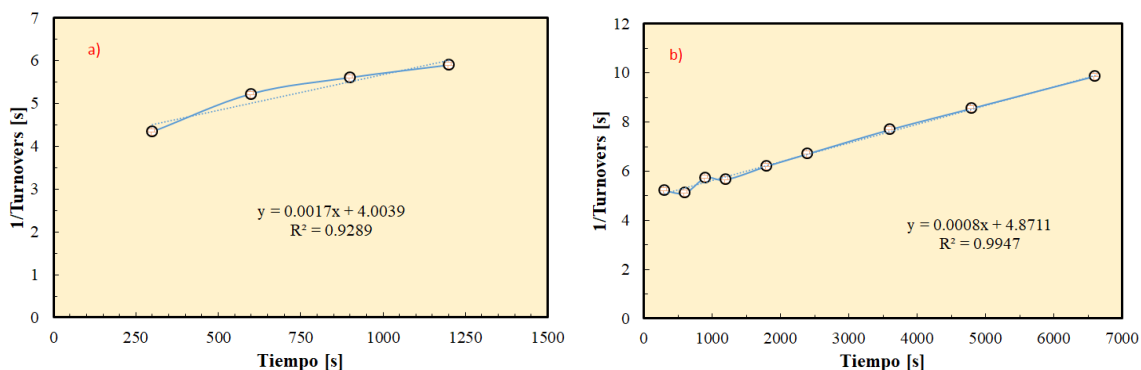 a)
7
6
5
4
3
2
1
0
1/Turnovers [s]
y = 0.0017x + 4.0039
R² = 0.9289
0 250 500 750 1000 1250 1500
Tiempo [s]
b)
12
10
8
6
4
2
0
1/Turnovers [s]
y = 0.0008x + 4.8711
R² = 0.9947
0 1000 2000 3000 4000 5000 6000 7000
Tiempo [s]